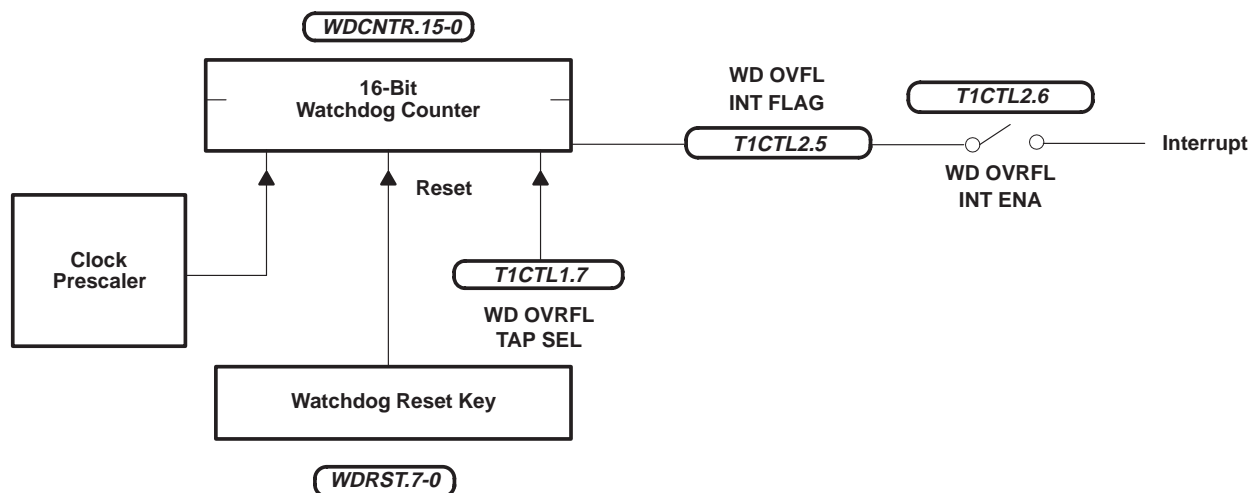 WDCNTR.15-0
16-Bit
Watchdog Counter
WD OVFL
INT FLAG
T1CTL2.6
T1CTL2.5
Interrupt
WD OVRFL
INT ENA
Reset
Clock
Prescaler
T1CTL1.7
WD OVRFL
TAP SEL
Watchdog Reset Key
WDRST.7-0